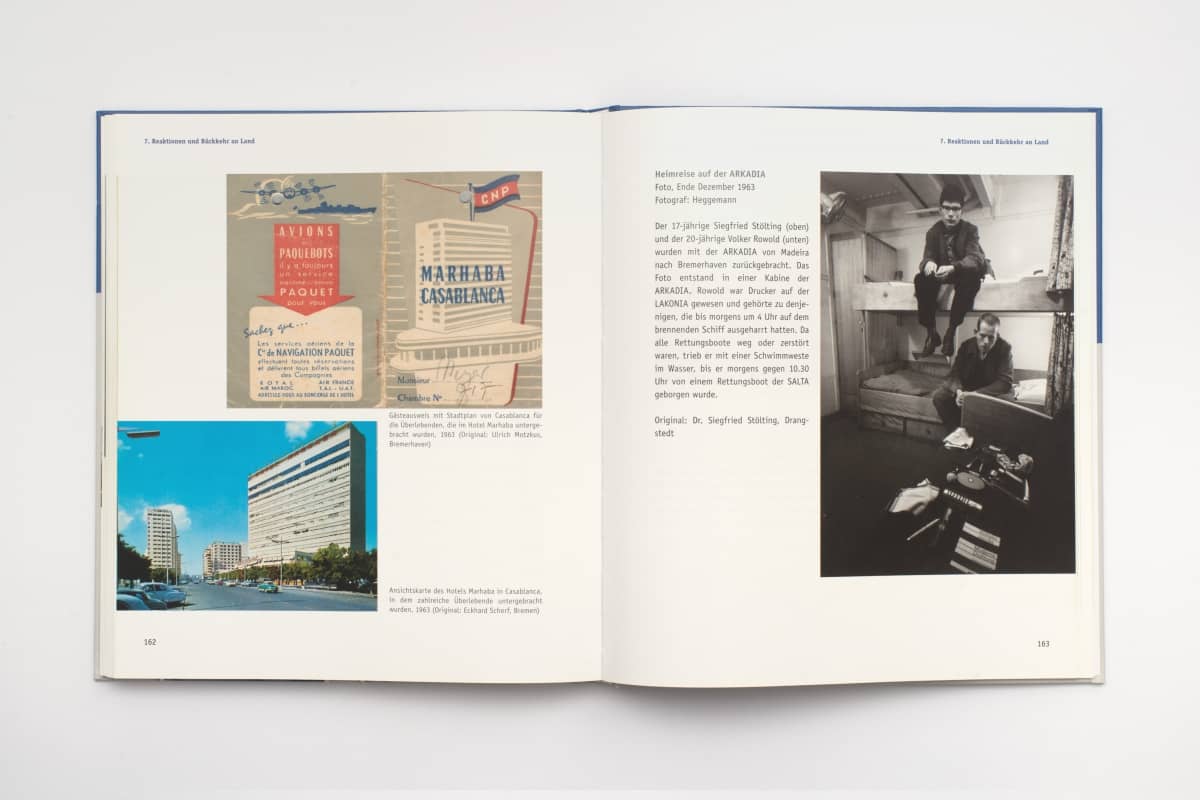 7. Reaktionen und Rückkehr an Land
AVIONS
PAQUEBOTS
il y a toujours
un service
PAQUET
pour vous
Sachez que...
Les services aériens de la
Cie de NAVIGATION PAQUET
effectuent toutes réservations
et délivrent tous billets aériens
des Compagnies
ROYAL AIR FRANCE
AIR MAROC T.A.I. - U.A.T.
ADRESSEZ-VOUS AU CONCIERGE DE L'HOTEL
CNP
MARHABA
CASABLANCA
Monsieur
Chambre No
Gästeausweis mit Stadtplan von Casablanca für
die Überlebenden, die im Hotel Marhaba unterge-
bracht wurden, 1963 (Original: Ulrich Motzkus,
Bremerhaven)
Ansichtskarte des Hotels Marhaba in Casablanca,
in dem zahlreiche Überlebende untergebracht
wurden, 1963 (Original: Eckhard Scherf, Bremen)
162
7. Reaktionen und Rückkehr an Land
Heimreise auf der ARKADIA
Foto, Ende Dezember 1963
Fotograf: Heggemann
Der 17-jährige Siegfried Stölting (oben)
und der 20-jährige Volker Rowold (unten)
wurden mit der ARKADIA von Madeira
nach Bremerhaven zurückgebracht. Das
Foto entstand in einer Kabine der
ARKADIA. Rowold war Drucker auf der
LAKONIA gewesen und gehörte zu denje-
nigen, die bis morgens um 4 Uhr auf dem
brennenden Schiff ausgeharrt hatten. Da
alle Rettungsboote weg oder zerstört
waren, trieb er mit einer Schwimmweste
im Wasser, bis er morgens gegen 10.30
Uhr von einem Rettungsboot der SALTA
geborgen wurde.
Original: Dr. Siegfried Stölting, Drang-
stedt
163